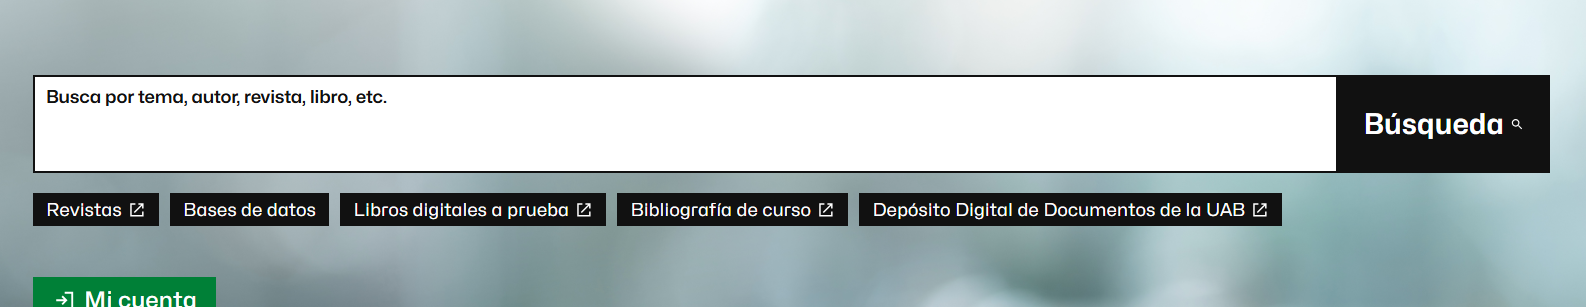 Busca por tema, autor, revista, libro, etc.
Búsqueda
Revistas Bases de datos Libros digitales a prueba Bibliografía de curso Depósito Digital de Documentos de la UAB
Mi cuenta